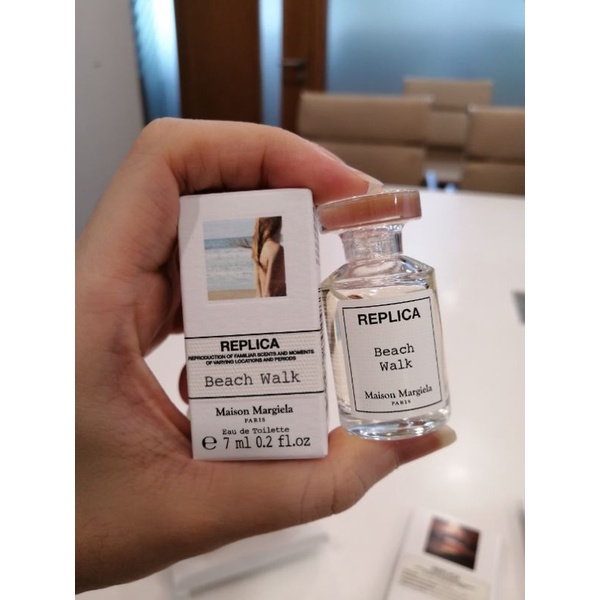 REPLICA
REPRODUCTION OF FAMILIAR SCENTS AND MOMENTS
OF VARYING LOCATIONS AND PERIODS
Beach Walk
Maison Margiela
PARIS
Eau de Toilette
℮ 7 ml 0.2 fl.oz
REPLICA
Beach
Walk
Maison Margiela
PARIS